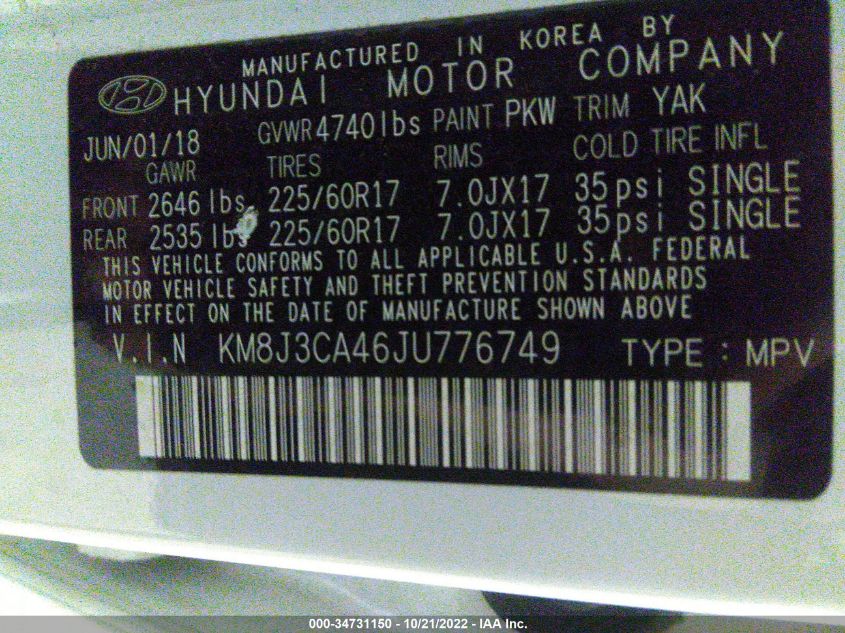 MANUFACTURED IN KOREA BY
HYUNDAI MOTOR COMPANY
JUN/01/18 GVWR 4740lbs PAINT PKW TRIM YAK
GAWR TIRES RIMS COLD TIRE INFL
FRONT 2646 lbs 225/60R17 7.0JX17 35psi SINGLE
REAR 2535 lbs 225/60R17 7.0JX17 35psi SINGLE
THIS VEHICLE CONFORMS TO ALL APPLICABLE U.S.A. FEDERAL
MOTOR VEHICLE SAFETY AND THEFT PREVENTION STANDARDS
IN EFFECT ON THE DATE OF MANUFACTURE SHOWN ABOVE
V.I.N KM8J3CA46JU776749 TYPE : MPV
000-34731150 - 10/21/2022 - IAA Inc.